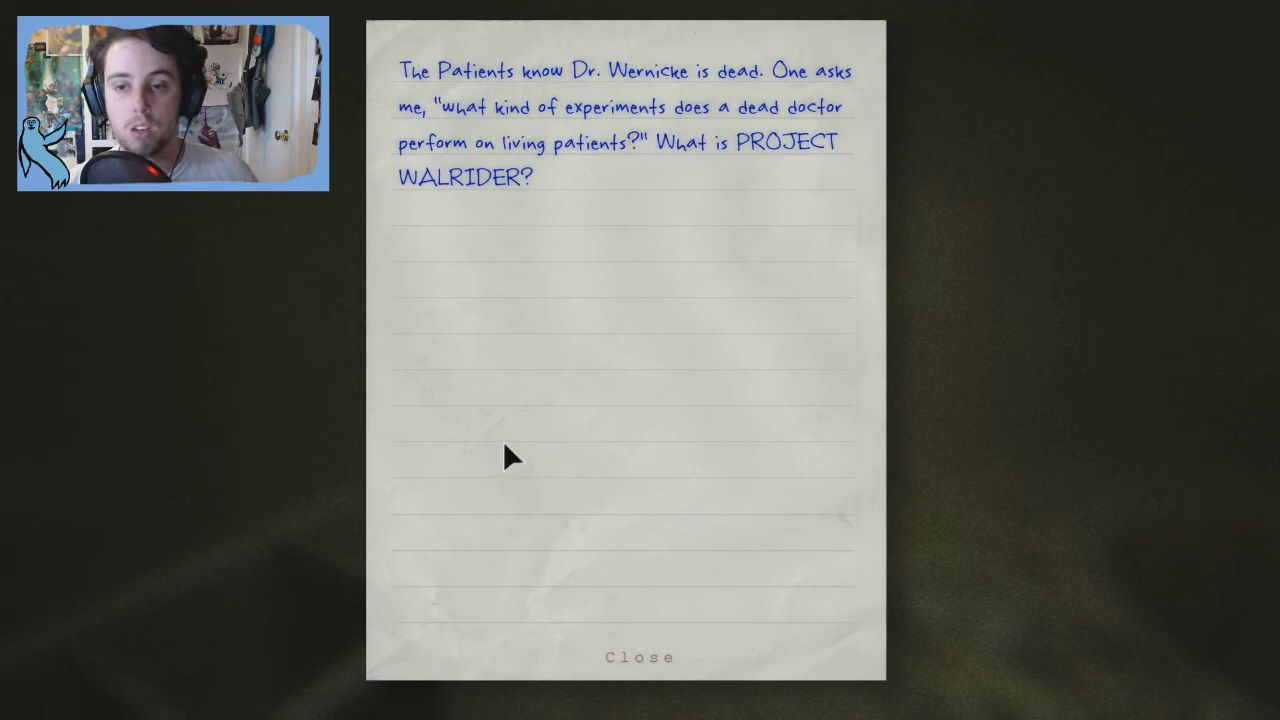 The Patients know Dr. Wernicke is dead. One asks
me, "what kind of experiments does a dead doctor
perform on living patients?" What is PROJECT
WALRIDER?
Close